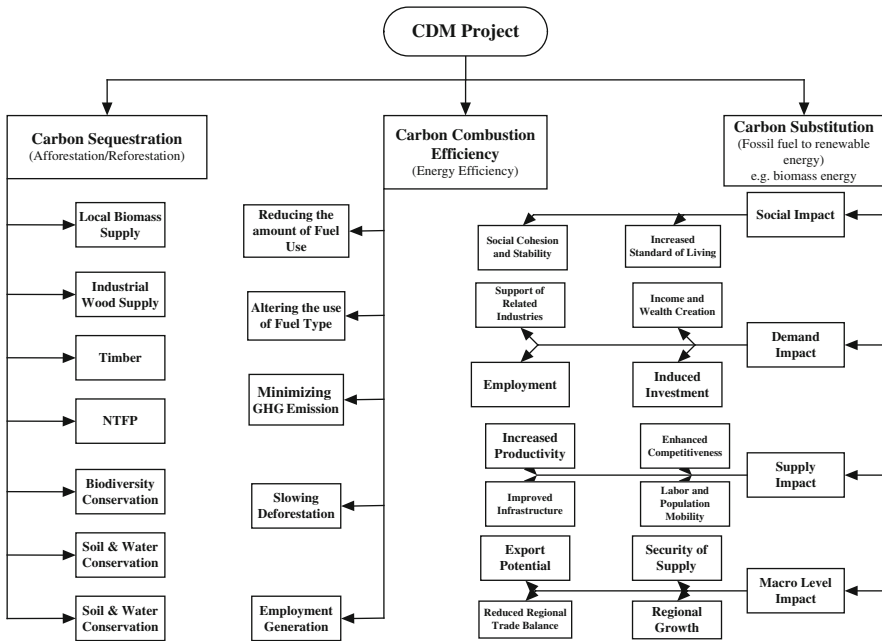 CDM Project
Carbon Sequestration
(Afforestation/Reforestation)
Local Biomass
Supply
Industrial
Wood Supply
Timber
NTFP
Biodiversity
Conservation
Soil & Water
Conservation
Soil & Water
Conservation
Carbon Combustion
Efficiency
(Energy Efficiency)
Reducing the
amount of Fuel
Use
Altering the use
of Fuel Type
Minimizing
GHG Emission
Slowing
Deforestation
Employment
Generation
Carbon Substitution
(Fossil fuel to renewable
energy)
e.g. biomass energy
Social Impact
Social Cohesion
and Stability
Increased
Standard of Living
Demand
Impact
Support of
Related
Industries
Income and
Wealth Creation
Employment
Induced
Investment
Supply
Impact
Increased
Productivity
Enhanced
Competitiveness
Improved
Infrastructure
Labor and
Population
Mobility
Macro Level
Impact
Export
Potential
Security of
Supply
Reduced Regional
Trade Balance
Regional
Growth